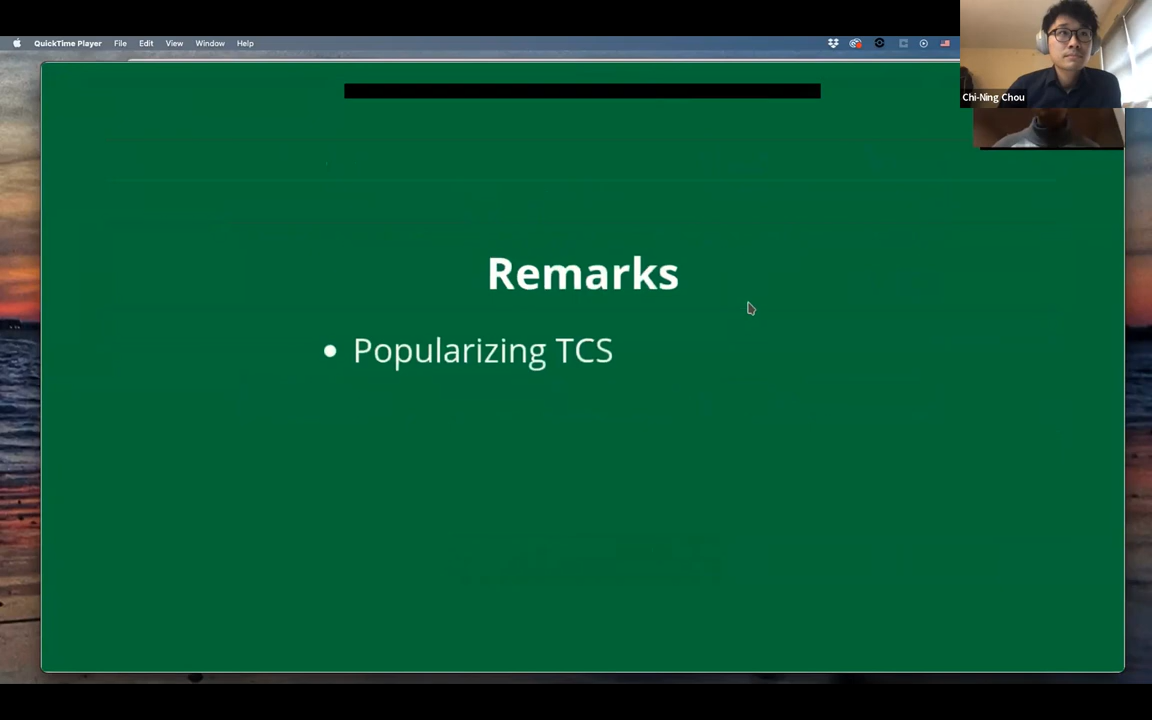 QuickTime Player File Edit View Window Help
Chi-Ning Chou
Remarks
• Popularizing TCS